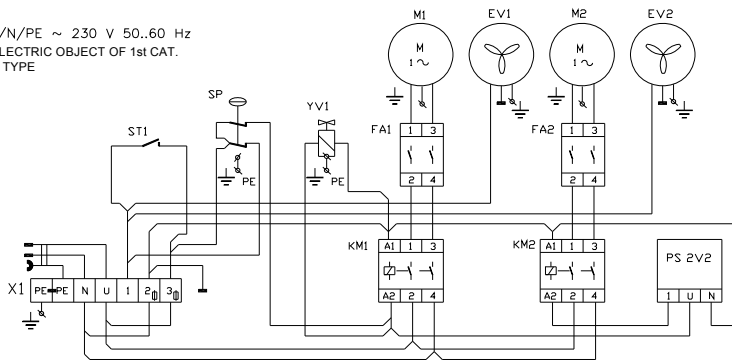 /N/PE ~ 230 V 50..60 Hz
LECTRIC OBJECT OF 1st CAT.
TYPE
M1 EV1 M2 EV2
M M
1 ~ 1 ~
SP YV1
ST1 FA1 1 3 FA2 1 3
PE PE 2 4 2 4
KM1 A1 1 3 KM2 A1 1 3
PS 2V2
X1 PE PE N U 1 2 3 A2 2 4 A2 2 4 1 U N